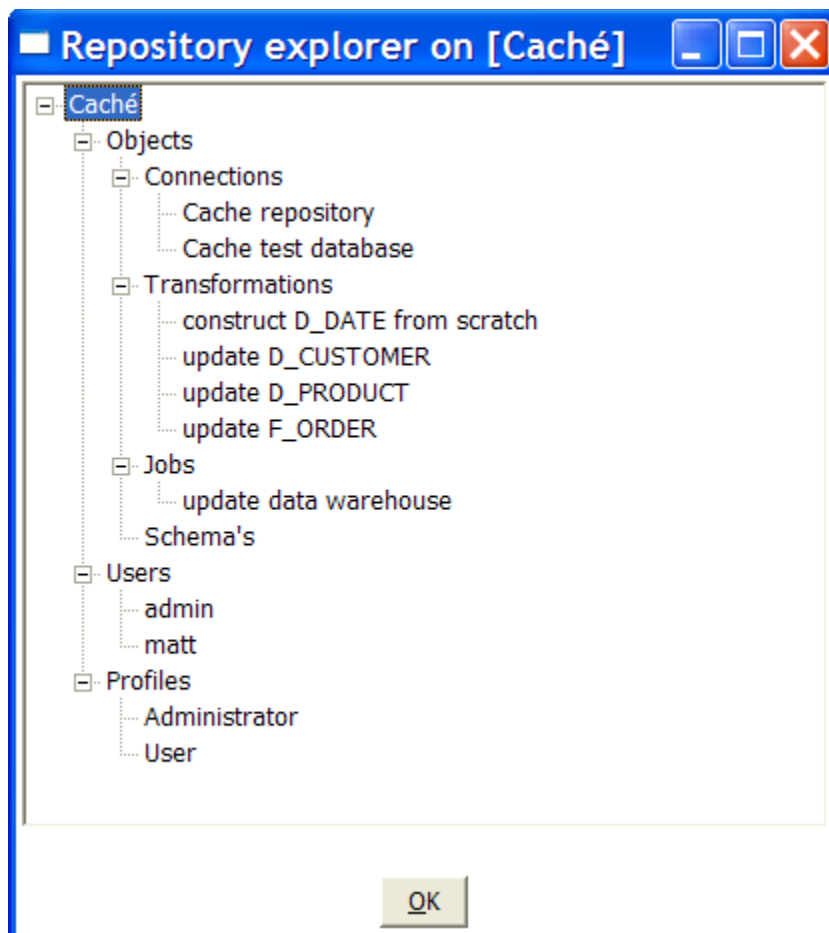 Repository explorer on [Caché]
Caché
Objects
Connections
Cache repository
Cache test database
Transformations
construct D_DATE from scratch
update D_CUSTOMER
update D_PRODUCT
update F_ORDER
Jobs
update data warehouse
Schema's
Users
admin
matt
Profiles
Administrator
User
OK